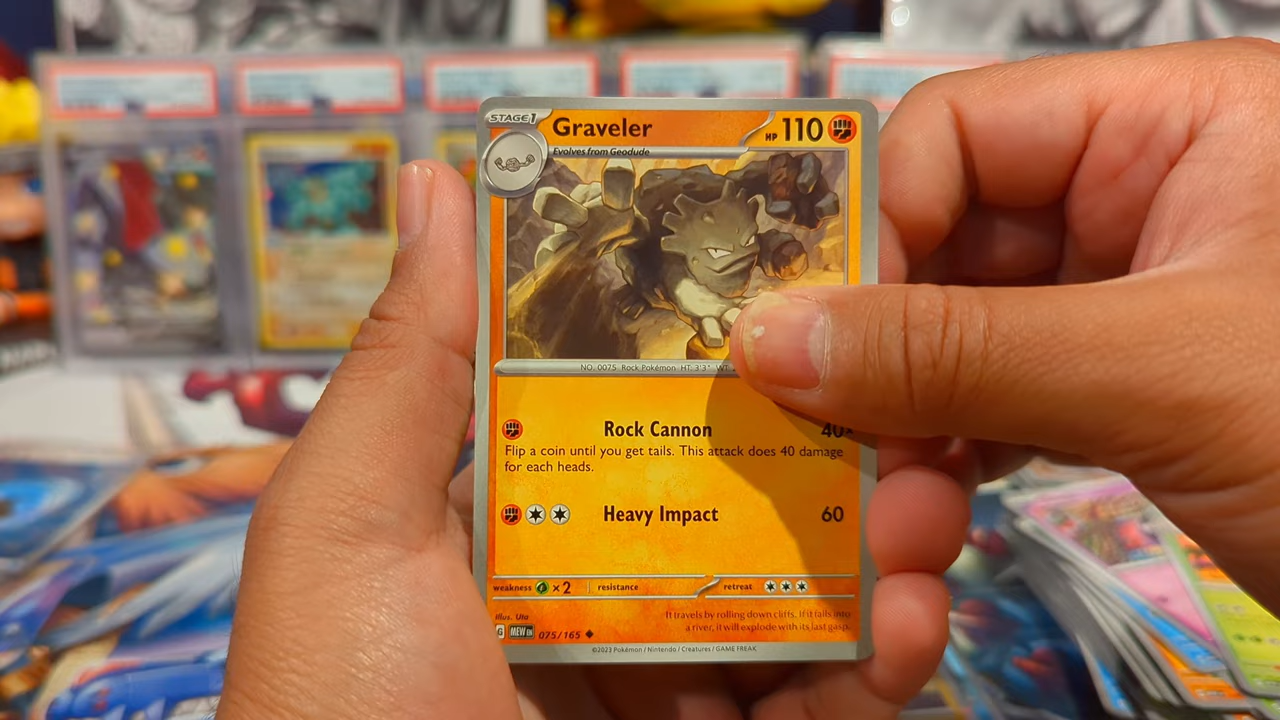 STAGE1
Graveler
HP 110
Evolves from Geodude
NO. 0075 Rock Pokémon HT: 3'3" WT:
Rock Cannon 40×
Flip a coin until you get tails. This attack does 40 damage
for each heads.
Heavy Impact 60
weakness ×2 resistance retreat
Illus. Uta
It travels by rolling down cliffs. If it falls into
a river, it will explode with its last gasp.
G MEW EN 075/165
©2023 Pokémon / Nintendo / Creatures / GAME FREAK